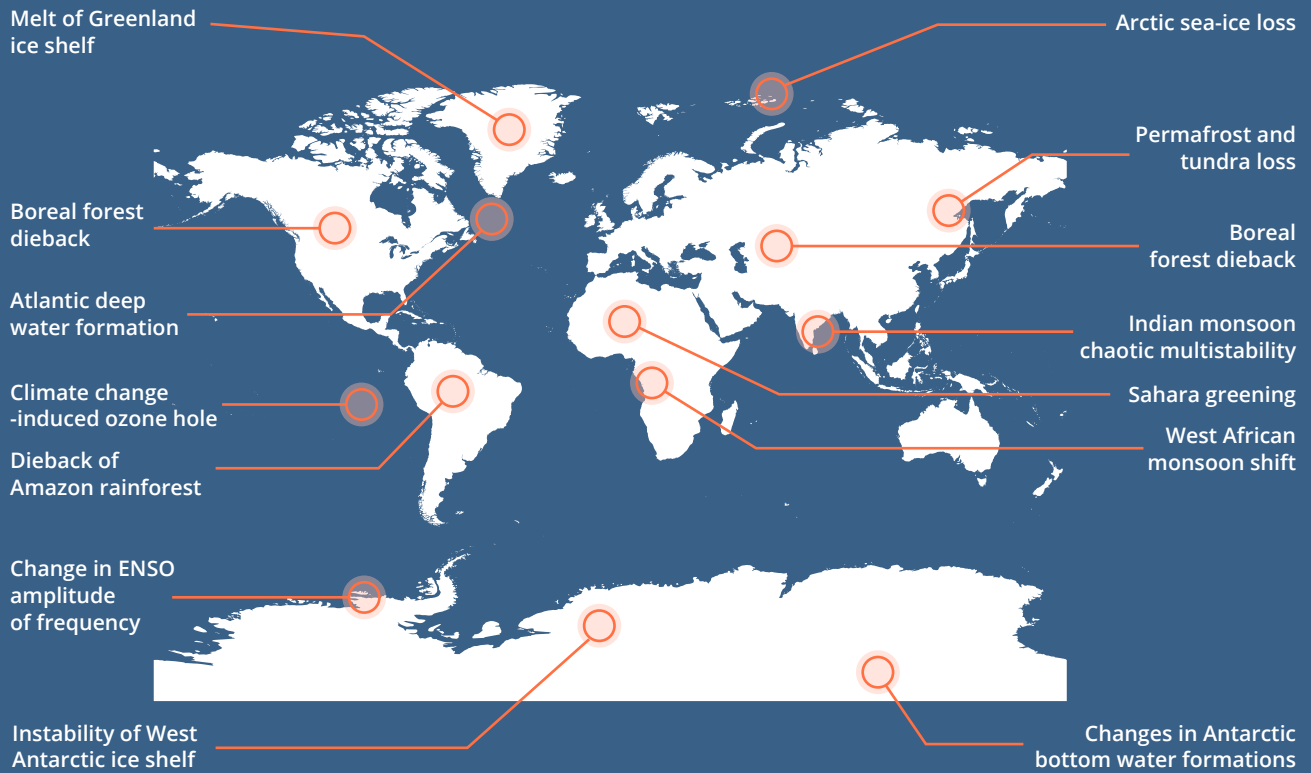 Melt of Greenland
ice shelf
Arctic sea-ice loss
Permafrost and
tundra loss
Boreal forest
dieback
Boreal
forest dieback
Atlantic deep
water formation
Indian monsoon
chaotic multistability
Climate change
-induced ozone hole
Sahara greening
West African
monsoon shift
Dieback of
Amazon rainforest
Change in ENSO
amplitude
of frequency
Instability of West
Antarctic ice shelf
Changes in Antarctic
bottom water formations